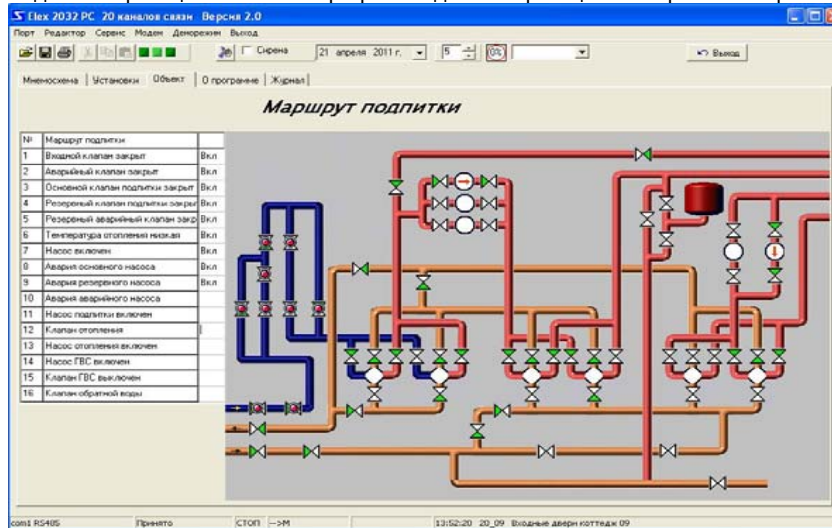 Elex 2032 PC 20 каналов связи Версия 2.0
Порт Редактор Сервис Модем Деморежим Выход
Сирена 21 апреля 2011 г. 5 Выход
Мнемосхема Установки Объект О программе Журнал
Маршрут подпитки
№ Маршрут подпитки
1 Входной клапан закрыт Вкл
2 Аварийный клапан закрыт Вкл
3 Основной клапан подпитки закрыт Вкл
4 Резервный клапан подпитки закрыт Вкл
5 Резервный аварийный клапан закр Вкл
6 Температура отопления низкая Вкл
7 Насос включен Вкл
8 Авария основного насоса Вкл
9 Авария резервного насоса Вкл
10 Авария аварийного насоса
11 Насос подпитки включен
12 Клапан отопления
13 Насос отопления включен
14 Насос ГВС включен
15 Клапан ГВС выключен
16 Клапан обратной воды
com1 RS485 Принято СТОП -->М 13:52:20 20_09 Входные двери коттедж 09